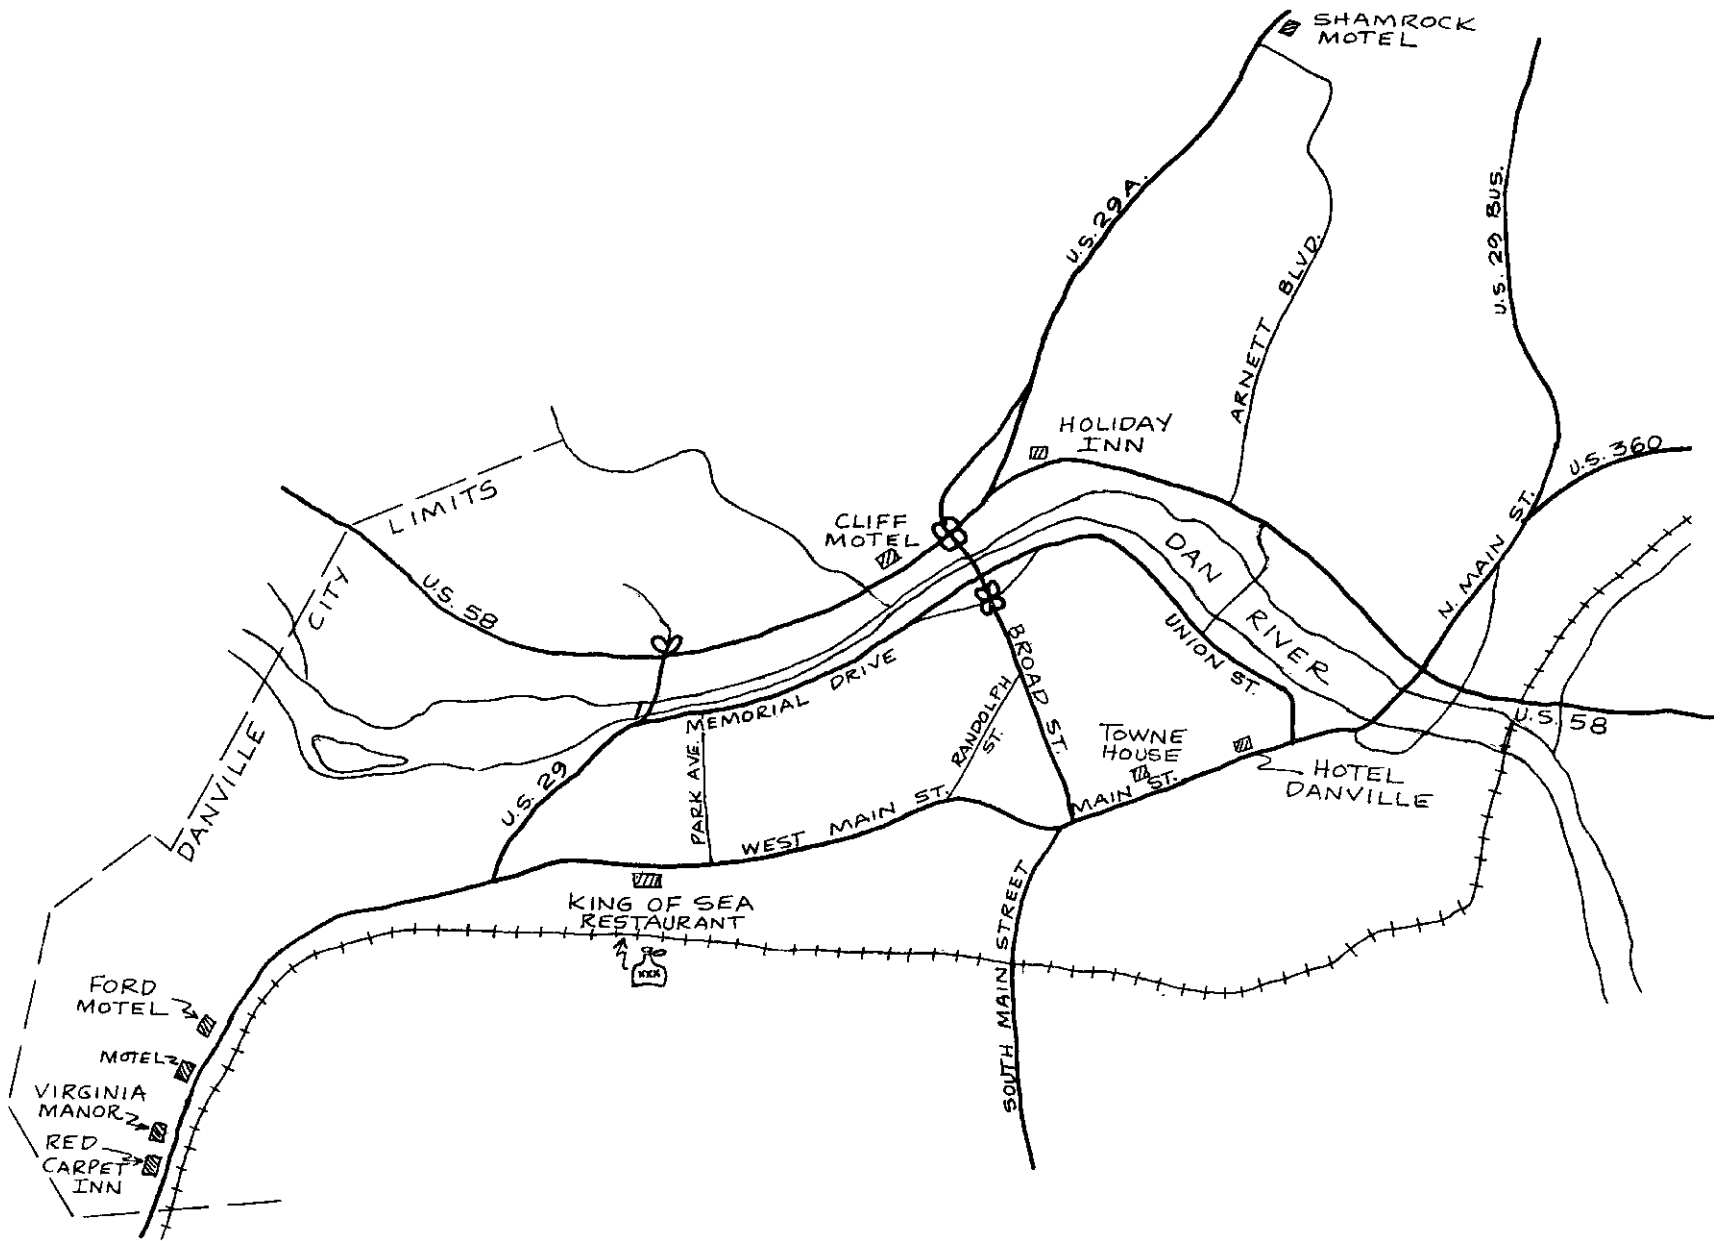 SHAMROCK
MOTEL
U.S. 29 A.
U.S. 29 BUS.
ARNETT BLVD.
HOLIDAY
INN
U.S. 360
LIMITS
CLIFF
MOTEL
DAN
N. MAIN ST.
CITY
U.S. 58
RIVER
UNION ST.
BROAD ST.
MEMORIAL DRIVE
RANDOLPH
ST.
U.S. 58
TOWNE
HOUSE
HOTEL
DANVILLE
MAIN ST.
U.S. 29
PARK AVE.
WEST MAIN ST.
DANVILLE
KING OF SEA
RESTAURANT
XXX
SOUTH MAIN STREET
FORD
MOTEL
MOTEL
VIRGINIA
MANOR
RED
CARPET
INN